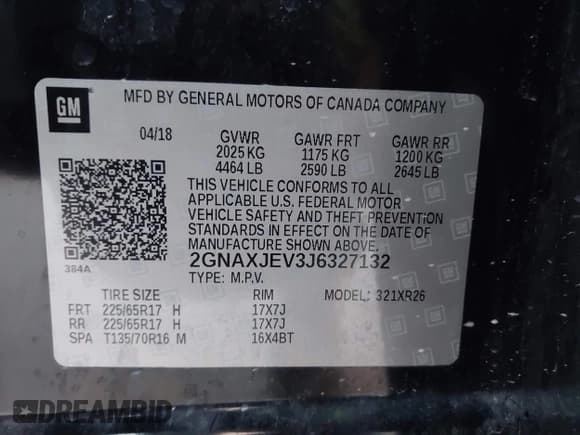 GM
MFD BY GENERAL MOTORS OF CANADA COMPANY
04/18 GVWR GAWR FRT GAWR RR
2025 KG 1175 KG 1200 KG
4464 LB 2590 LB 2645 LB
THIS VEHICLE CONFORMS TO ALL
APPLICABLE U.S. FEDERAL MOTOR
VEHICLE SAFETY AND THEFT PREVENTION
STANDARDS IN EFFECT ON THE DATE OF
MANUFACTURE SHOWN ABOVE.
384A
2GNAXJEV3J6327132
TYPE: M.P.V.
TIRE SIZE RIM MODEL: 321XR26
FRT 225/65R17 H 17X7J
RR 225/65R17 H 17X7J
SPA T135/70R16 M 16X4BT
DREAMBID